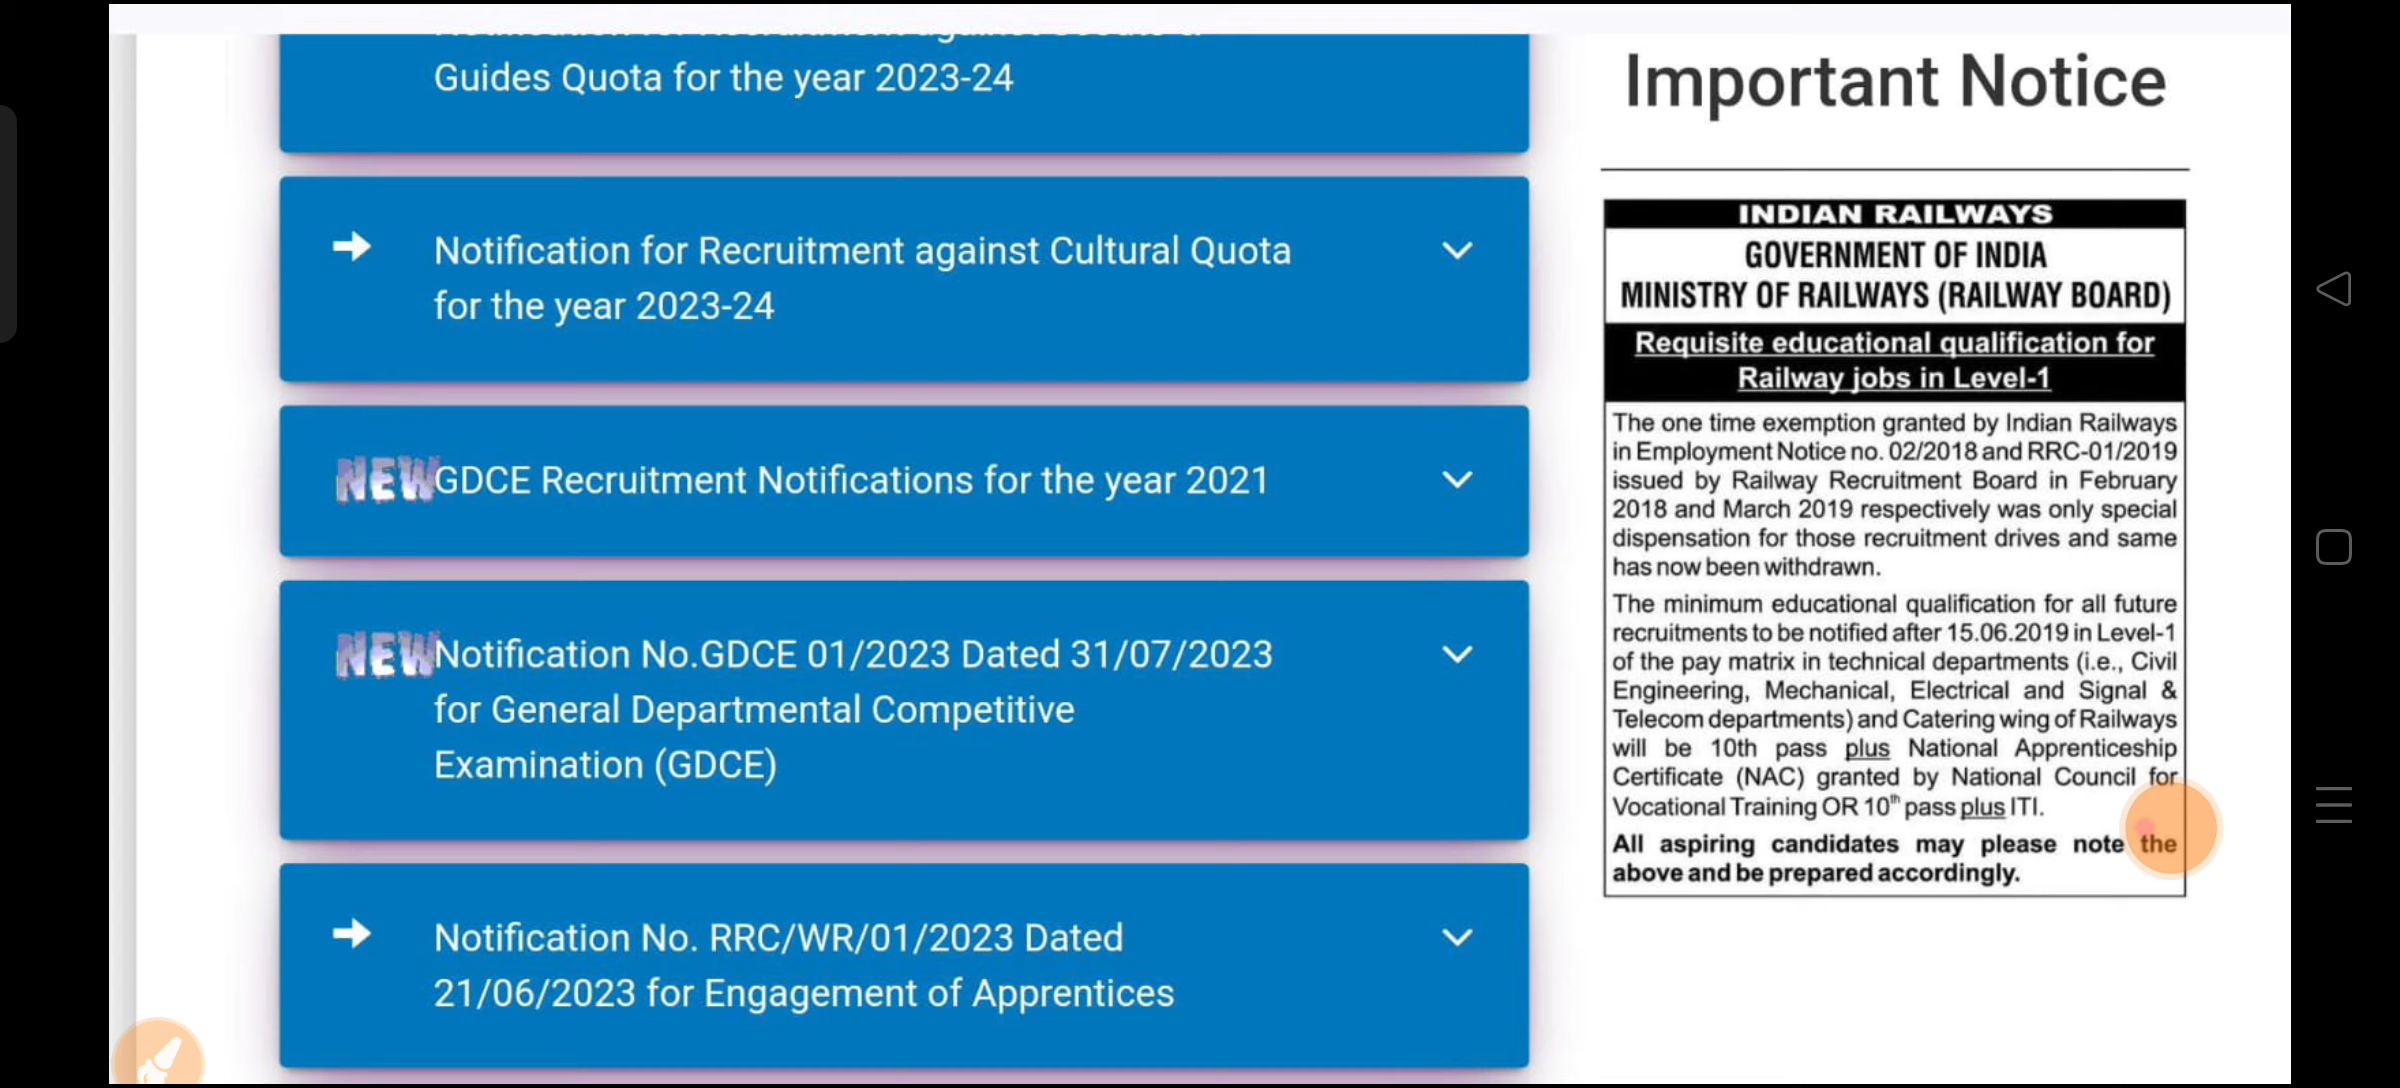 Guides Quota for the year 2023-24
Notification for Recruitment against Cultural Quota
for the year 2023-24
NEW GDCE Recruitment Notifications for the year 2021
NEW Notification No.GDCE 01/2023 Dated 31/07/2023
for General Departmental Competitive
Examination (GDCE)
Notification No. RRC/WR/01/2023 Dated
21/06/2023 for Engagement of Apprentices
Important Notice
INDIAN RAILWAYS
GOVERNMENT OF INDIA
MINISTRY OF RAILWAYS (RAILWAY BOARD)
Requisite educational qualification for
Railway jobs in Level-1
The one time exemption granted by Indian Railways
in Employment Notice no. 02/2018 and RRC-01/2019
issued by Railway Recruitment Board in February
2018 and March 2019 respectively was only special
dispensation for those recruitment drives and same
has now been withdrawn.
The minimum educational qualification for all future
recruitments to be notified after 15.06.2019 in Level-1
of the pay matrix in technical departments (i.e., Civil
Engineering, Mechanical, Electrical and Signal &
Telecom departments) and Catering wing of Railways
will be 10th pass plus National Apprenticeship
Certificate (NAC) granted by National Council for
Vocational Training OR 10th pass plus ITI.
All aspiring candidates may please note the
above and be prepared accordingly.